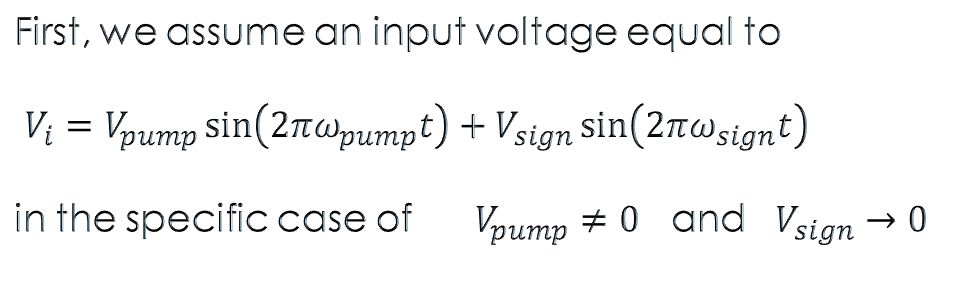 First, we assume an input voltage equal to
𝑉ᵢ = 𝑉_pump sin(2πω_pump t) + 𝑉_sign sin(2πω_sign t)
in the specific case of 𝑉_pump ≠ 0 and 𝑉_sign → 0